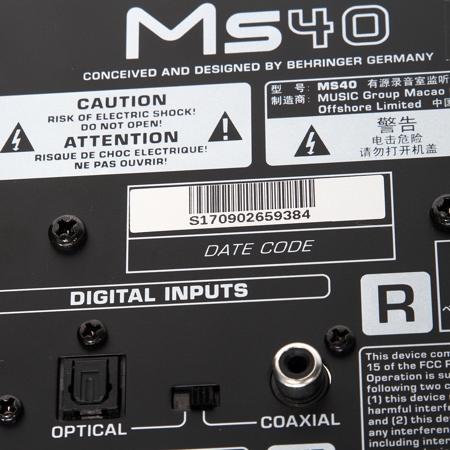 Ms40
CONCEIVED AND DESIGNED BY BEHRINGER GERMANY
CAUTION
RISK OF ELECTRIC SHOCK!
DO NOT OPEN!
ATTENTION
RISQUE DE CHOC ELECTRIQUE!
NE PAS OUVRIR!
型 号: MS40 有源录音室监听
制造商: MUSIC Group Macao
Offshore Limited 中国
警告
电击危险
请勿打开机盖
S170902659384
DATE CODE
DIGITAL INPUTS
R
OPTICAL
COAXIAL
This device com
15 of the FCC
Operation is su
following two c
(1) this device
harmful interfe
and (2) this dev
any interference
including inter